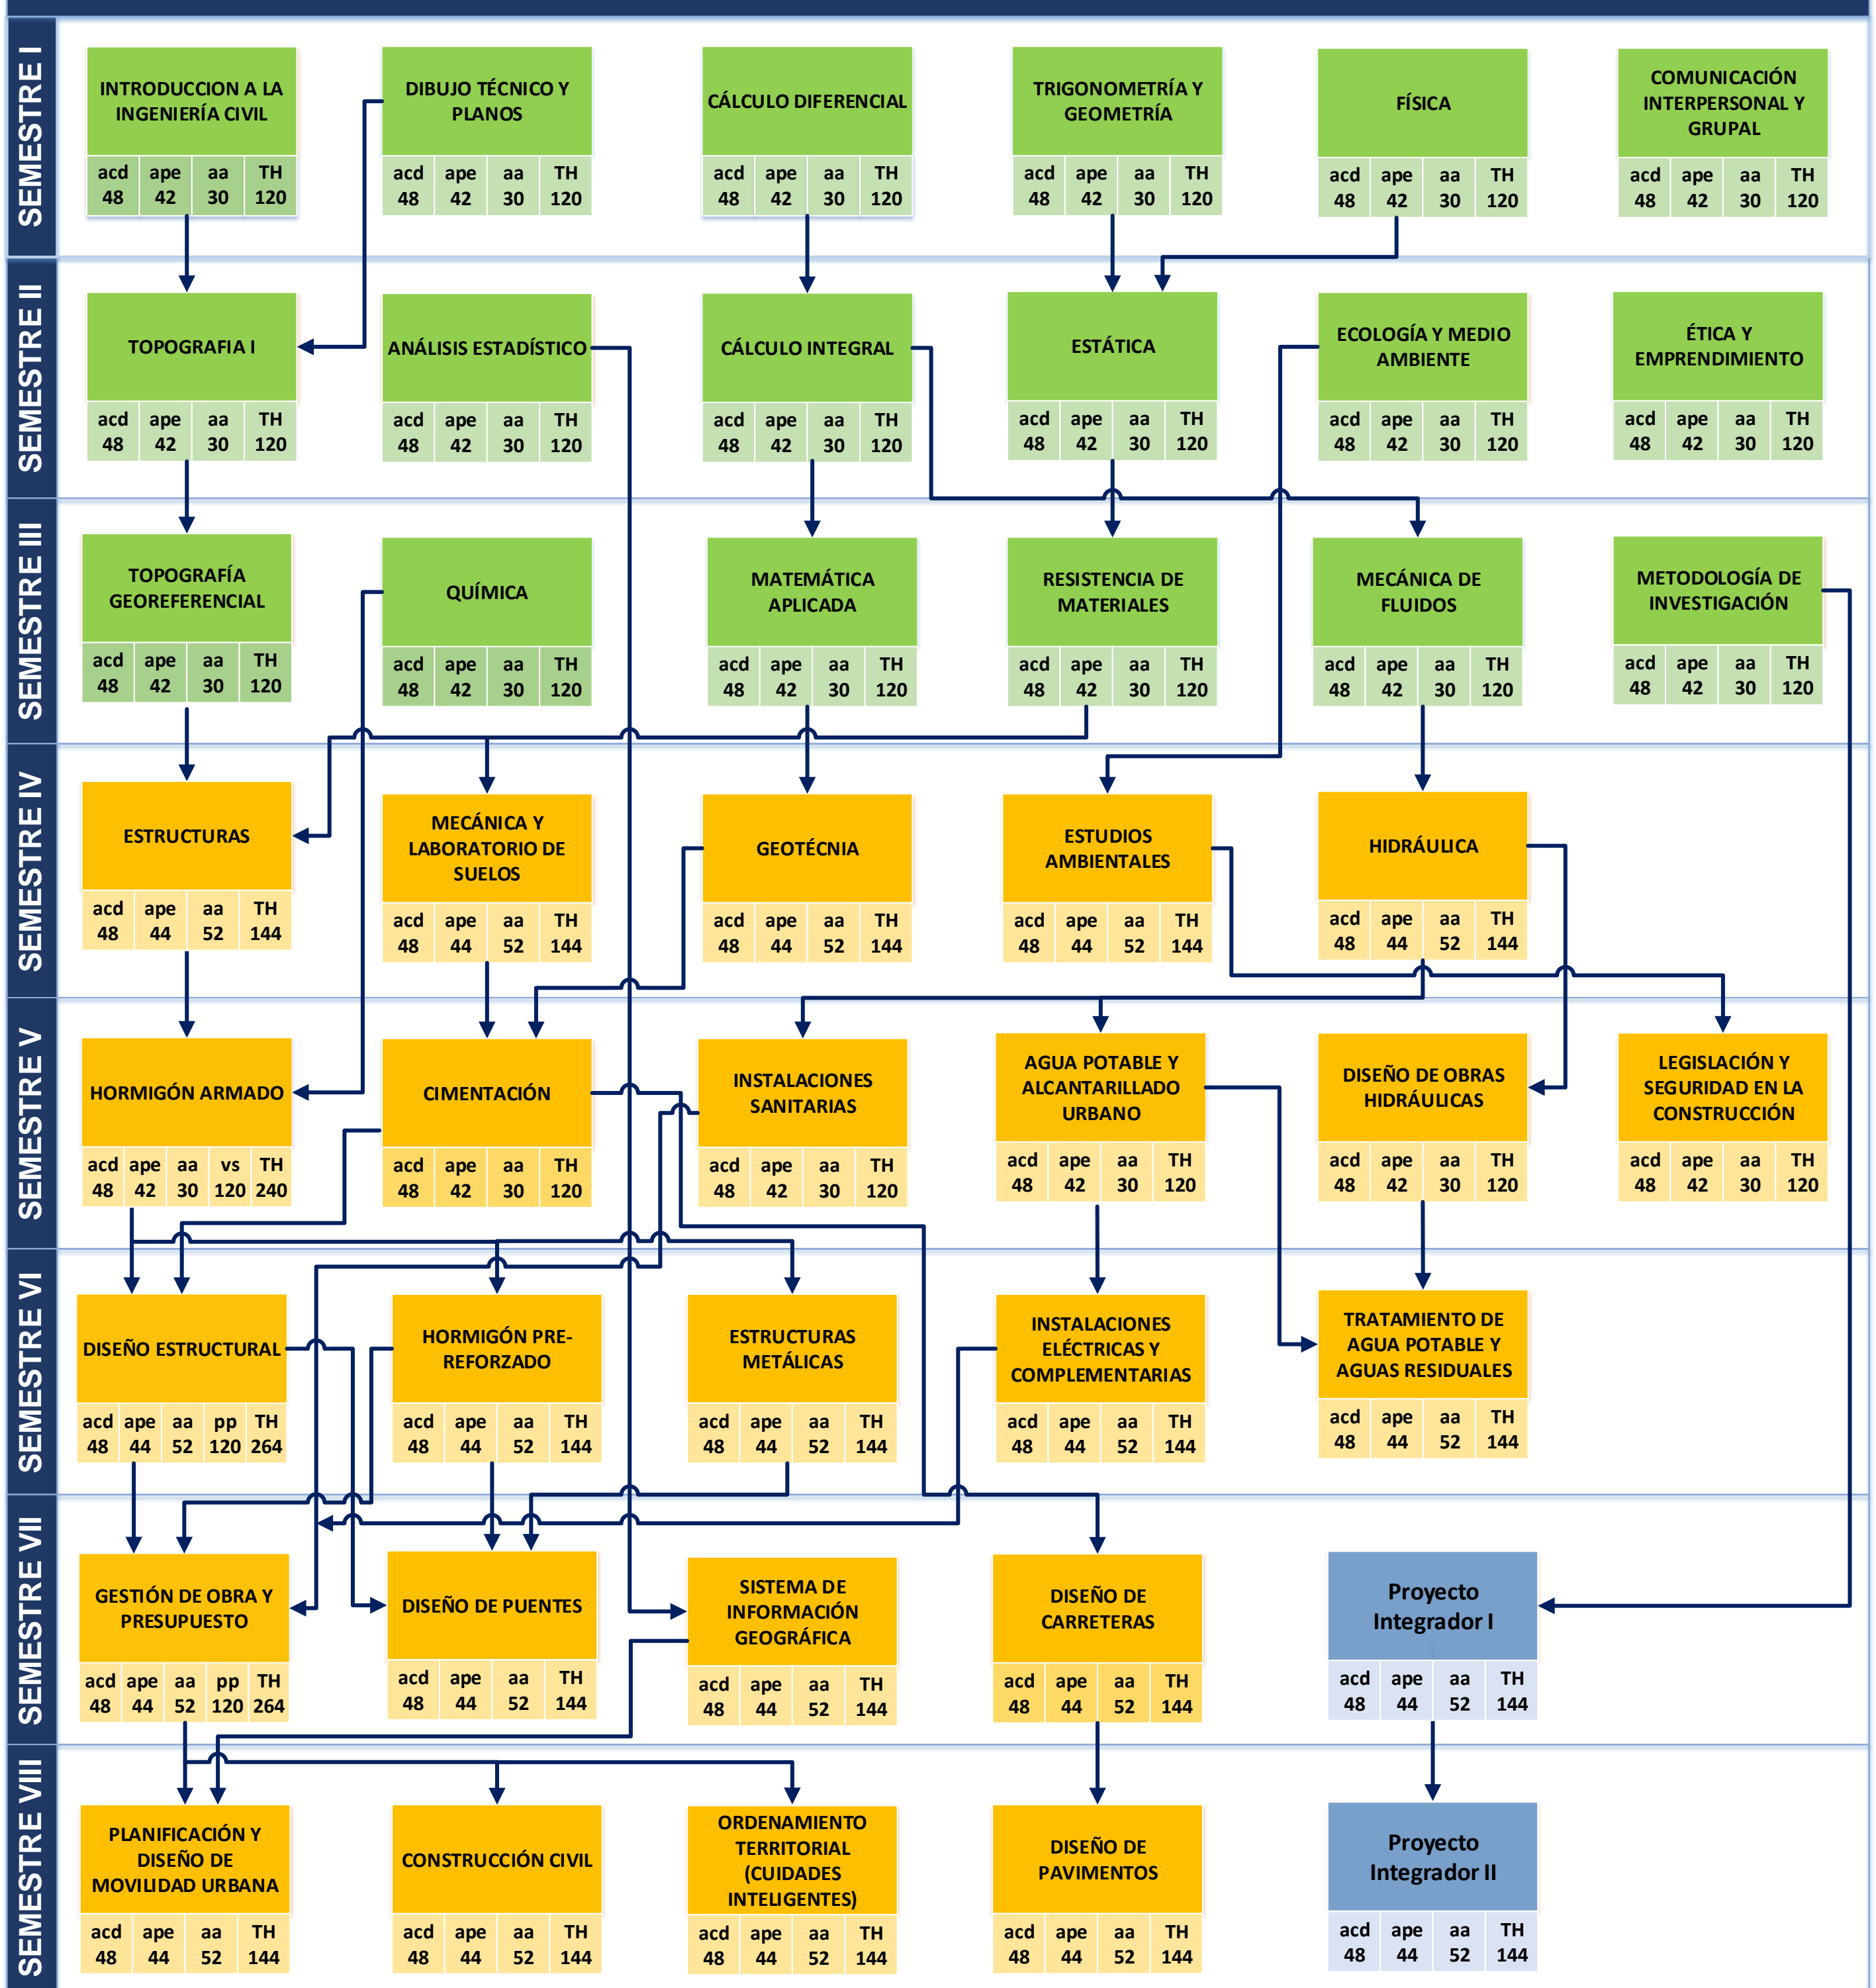 SEMESTRE I
INTRODUCCION A LA
INGENIERÍA CIVIL
acd ape aa TH
48 42 30 120
DIBUJO TÉCNICO Y
PLANOS
acd ape aa TH
48 42 30 120
CÁLCULO DIFERENCIAL
acd ape aa TH
48 42 30 120
TRIGONOMETRÍA Y
GEOMETRÍA
acd ape aa TH
48 42 30 120
FÍSICA
acd ape aa TH
48 42 30 120
COMUNICACIÓN
INTERPERSONAL Y
GRUPAL
acd ape aa TH
48 42 30 120
SEMESTRE II
TOPOGRAFIA I
acd ape aa TH
48 42 30 120
ANÁLISIS ESTADÍSTICO
acd ape aa TH
48 42 30 120
CÁLCULO INTEGRAL
acd ape aa TH
48 42 30 120
ESTÁTICA
acd ape aa TH
48 42 30 120
ECOLOGÍA Y MEDIO
AMBIENTE
acd ape aa TH
48 42 30 120
ÉTICA Y
EMPRENDIMIENTO
acd ape aa TH
48 42 30 120
SEMESTRE III
TOPOGRAFÍA
GEOREFERENCIAL
acd ape aa TH
48 42 30 120
QUÍMICA
acd ape aa TH
48 42 30 120
MATEMÁTICA
APLICADA
acd ape aa TH
48 42 30 120
RESISTENCIA DE
MATERIALES
acd ape aa TH
48 42 30 120
MECÁNICA DE
FLUIDOS
acd ape aa TH
48 42 30 120
METODOLOGÍA DE
INVESTIGACIÓN
acd ape aa TH
48 42 30 120
SEMESTRE IV
ESTRUCTURAS
acd ape aa TH
48 44 52 144
MECÁNICA Y
LABORATORIO DE
SUELOS
acd ape aa TH
48 44 52 144
GEOTÉCNIA
acd ape aa TH
48 44 52 144
ESTUDIOS
AMBIENTALES
acd ape aa TH
48 44 52 144
HIDRÁULICA
acd ape aa TH
48 44 52 144
SEMESTRE V
HORMIGÓN ARMADO
acd ape aa vs TH
48 42 30 120 240
CIMENTACIÓN
acd ape aa TH
48 42 30 120
INSTALACIONES
SANITARIAS
acd ape aa TH
48 42 30 120
AGUA POTABLE Y
ALCANTARILLADO
URBANO
acd ape aa TH
48 42 30 120
DISEÑO DE OBRAS
HIDRÁULICAS
acd ape aa TH
48 42 30 120
LEGISLACIÓN Y
SEGURIDAD EN LA
CONSTRUCCIÓN
acd ape aa TH
48 42 30 120
SEMESTRE VI
DISEÑO ESTRUCTURAL
acd ape aa pp TH
48 44 52 120 264
HORMIGÓN PRE-
REFORZADO
acd ape aa TH
48 44 52 144
ESTRUCTURAS
METÁLICAS
acd ape aa TH
48 44 52 144
INSTALACIONES
ELÉCTRICAS Y
COMPLEMENTARIAS
acd ape aa TH
48 44 52 144
TRATAMIENTO DE
AGUA POTABLE Y
AGUAS RESIDUALES
acd ape aa TH
48 44 52 144
SEMESTRE VII
GESTIÓN DE OBRA Y
PRESUPUESTO
acd ape aa pp TH
48 44 52 120 264
DISEÑO DE PUENTES
acd ape aa TH
48 44 52 144
SISTEMA DE
INFORMACIÓN
GEOGRÁFICA
acd ape aa TH
48 44 52 144
DISEÑO DE
CARRETERAS
acd ape aa TH
48 44 52 144
Proyecto
Integrador I
acd ape aa TH
48 44 52 144
SEMESTRE VIII
PLANIFICACIÓN Y
DISEÑO DE
MOVILIDAD URBANA
acd ape aa TH
48 44 52 144
CONSTRUCCIÓN CIVIL
acd ape aa TH
48 44 52 144
ORDENAMIENTO
TERRITORIAL
(CUIDADES
INTELIGENTES)
acd ape aa TH
48 44 52 144
DISEÑO DE
PAVIMENTOS
acd ape aa TH
48 44 52 144
Proyecto
Integrador II
acd ape aa TH
48 44 52 144